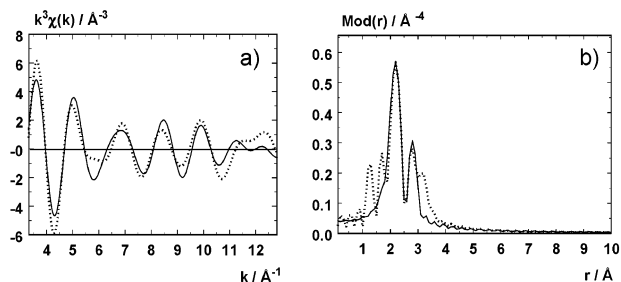 k³χ(k) / Å⁻³
a)
8
6
4
2
-0
-2
-4
-6
4 5 6 7 8 9 10 11 12
k / Å⁻¹
Mod(r) / Å ⁻⁴
b)
0.6
0.5
0.4
0.3
0.2
0.1
0.0
1 2 3 4 5 6 7 8 9 10
r / Å